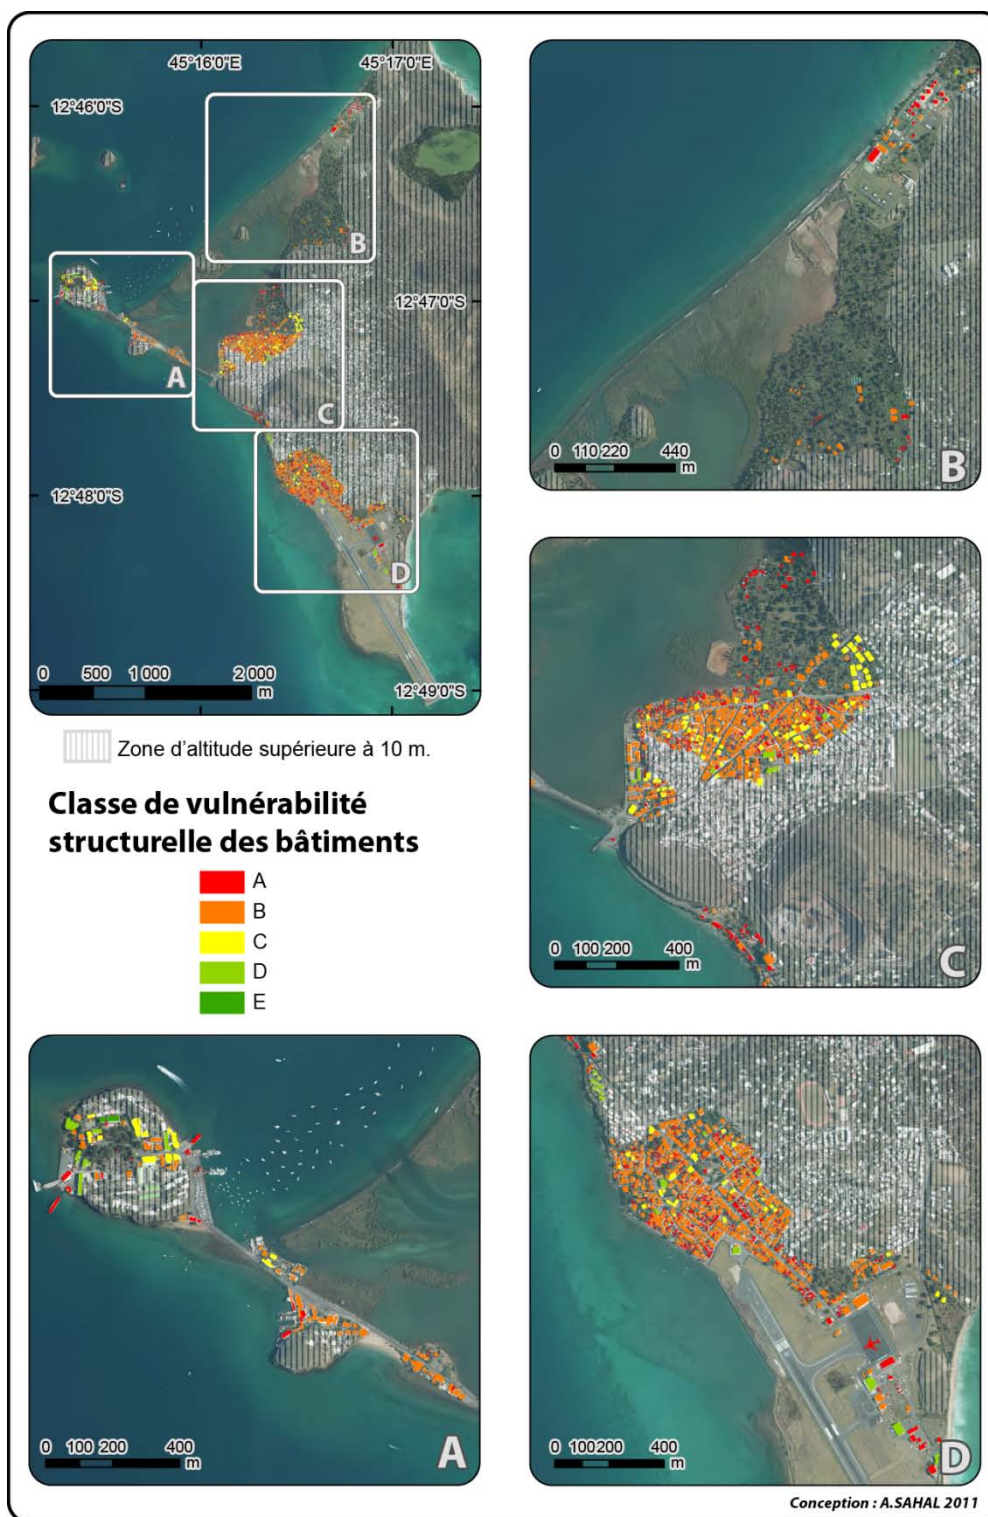 45°16'0"E
45°17'0"E
12°46'0"S
B
12°47'0"S
A
C
12°48'0"S
D
0 500 1 000 2 000
m
12°49'0"S
0 110 220 440
m
B
Zone d'altitude supérieure à 10 m.
Classe de vulnérabilité
structurelle des bâtiments
A
B
C
D
E
0 100 200 400
m
C
0 100 200 400
m
A
0 100 200 400
m
D
Conception : A.SAHAL 2011